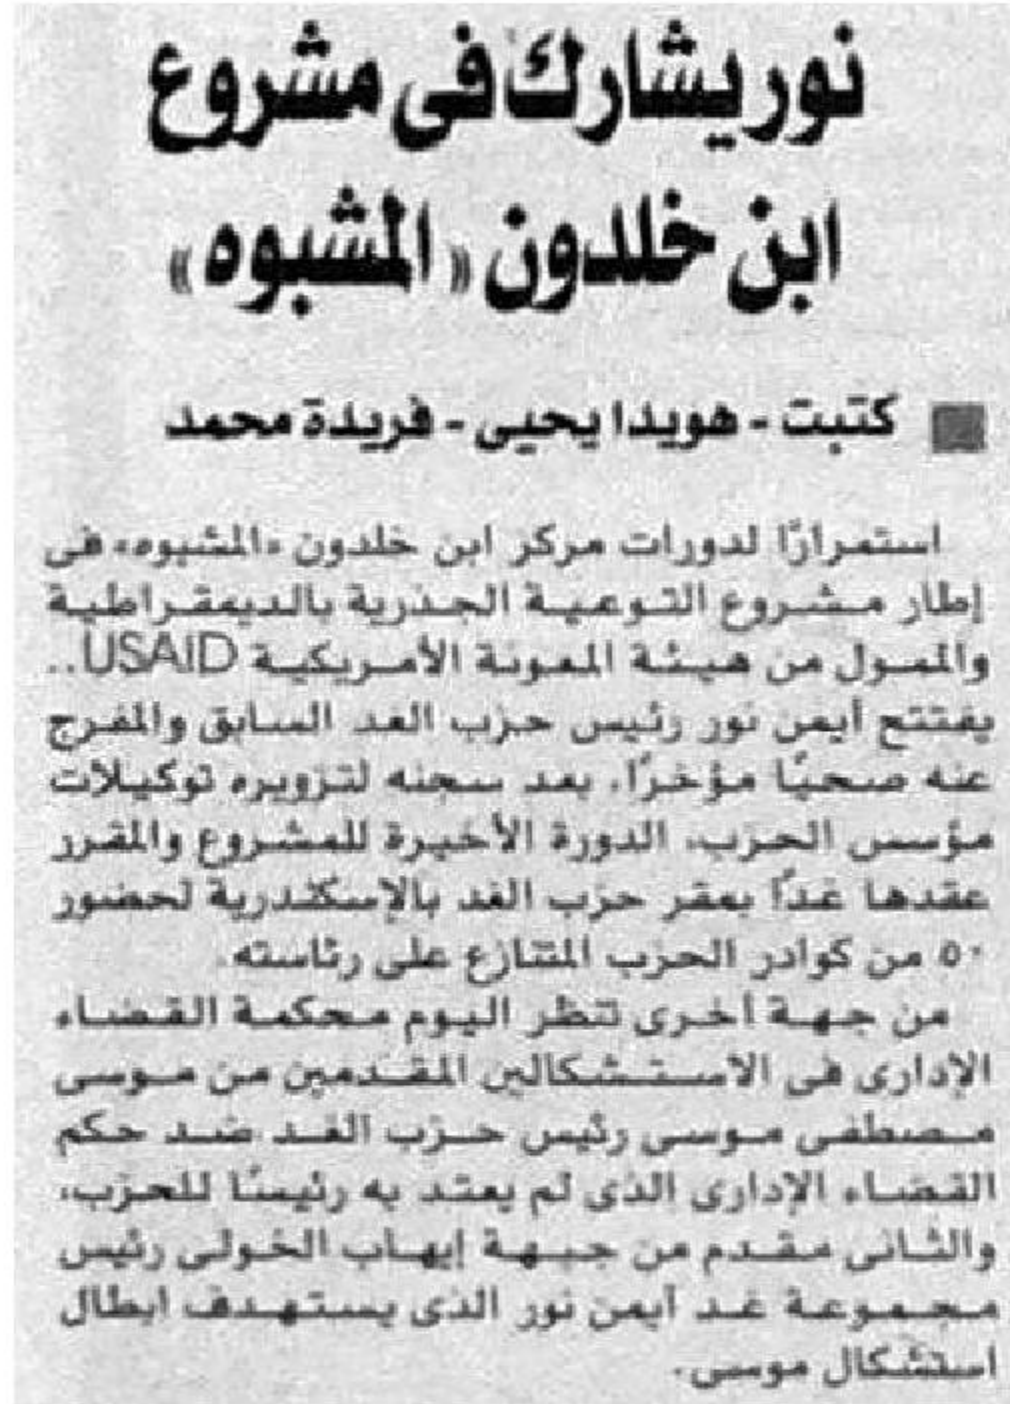 نور يشارك فى مشروع
ابن خلدون «المشبوه»
كتبت - هويدا يحيى - فريدة محمد
استمرارًا لدورات مركز ابن خلدون «المشبوه» فى
إطار مشروع التوعية الجذرية بالديمقراطية
والممول من هيئة المعونة الأمريكية USAID..
يفتتح أيمن نور رئيس حزب الغد السابق والمفرج
عنه صحيًا مؤخرًا، بعد سجنه لتزويره توكيلات
مؤسس الحزب، الدورة الأخيرة للمشروع والمقرر
عقدها غدًا بمقر حزب الغد بالإسكندرية لحضور
٥٠ من كوادر الحزب المتنازع على رئاسته.
من جهة أخرى تنظر اليوم محكمة القضاء
الإدارى فى الاستشكالين المقدمين من موسى
مصطفى موسى رئيس حزب الغد ضد حكم
القضاء الإدارى الذى لم يعتد به رئيسًا للحزب،
والثانى مقدم من جبهة إيهاب الخولى رئيس
مجموعة غد أيمن نور الذى يستهدف ابطال
استشكال موسى.